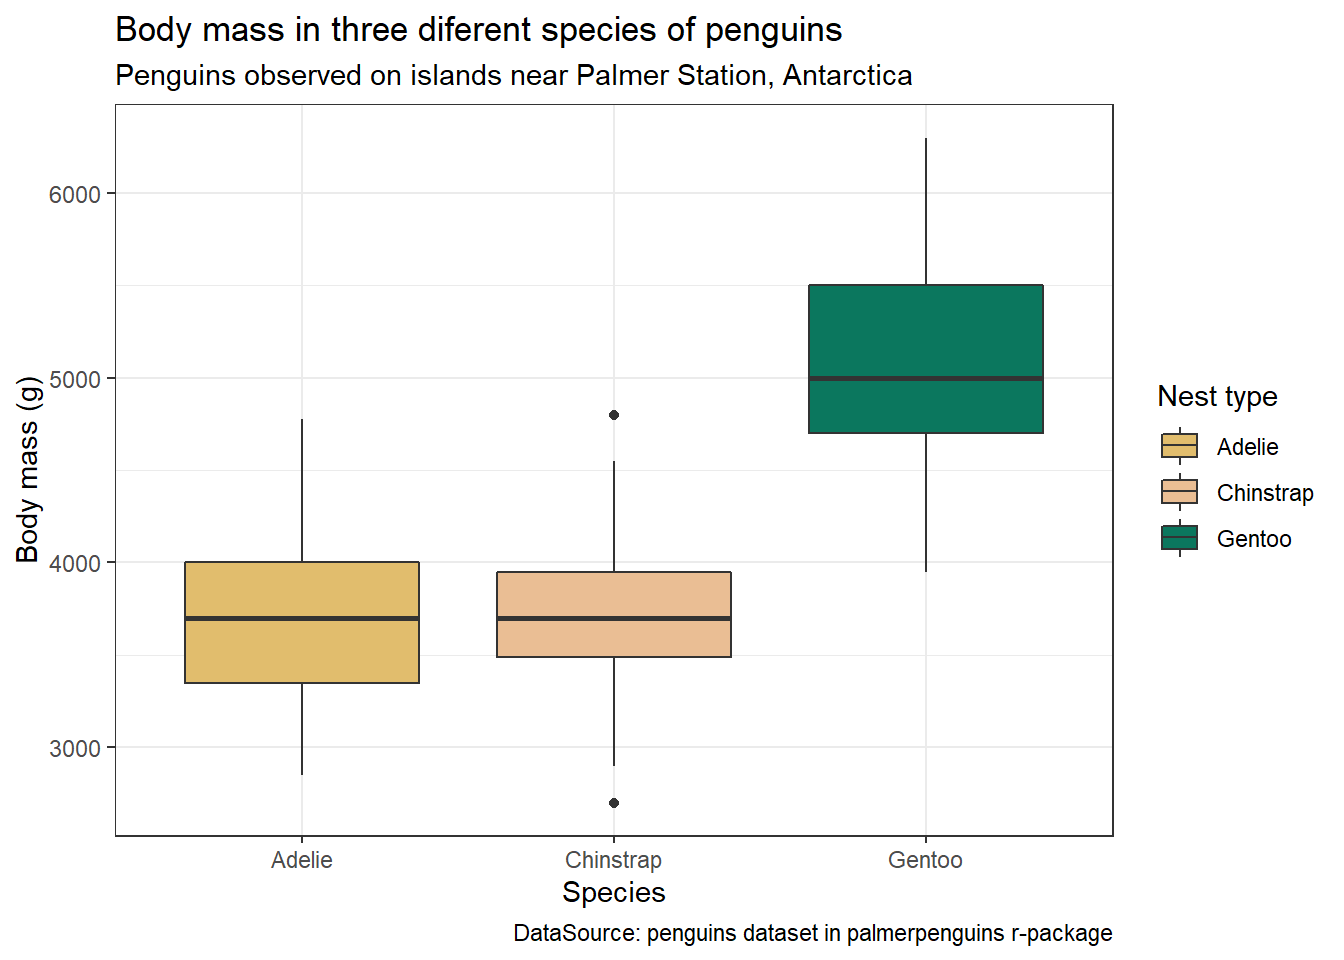 Body mass in three diferent species of penguins
Penguins observed on islands near Palmer Station, Antarctica
Body mass (g)
6000
5000
4000
3000
Adelie
Chinstrap
Gentoo
Species
Nest type
Adelie
Chinstrap
Gentoo
DataSource: penguins dataset in palmerpenguins r-package